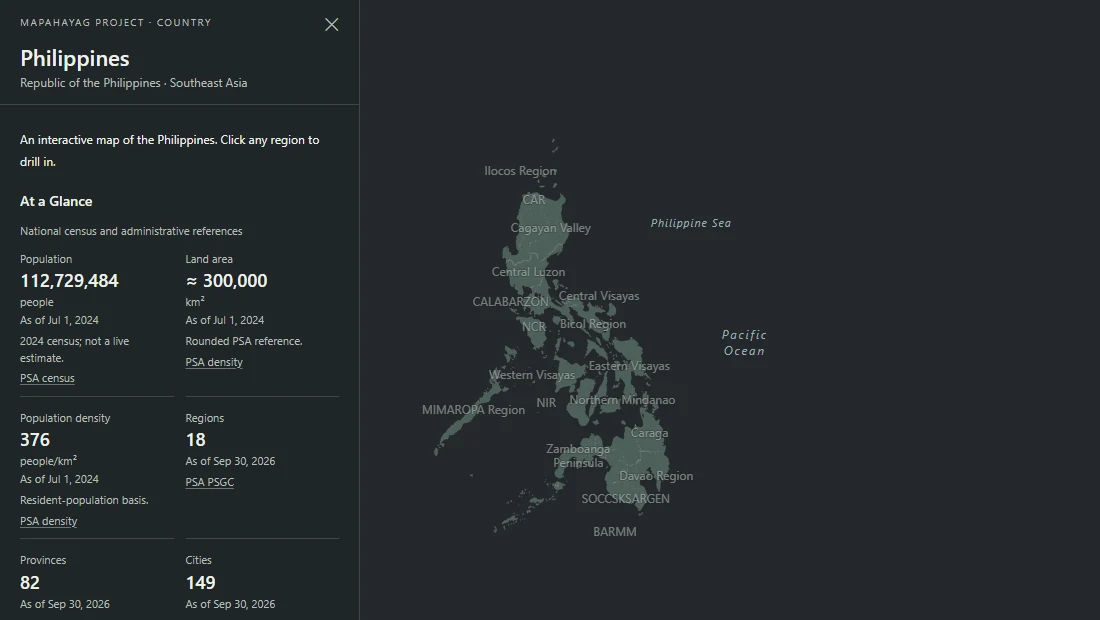 MAPAHAYAG PROJECT · COUNTRY
Philippines
Republic of the Philippines · Southeast Asia
An interactive map of the Philippines. Click any region to
drill in.
At a Glance
National census and administrative references
Population
112,729,484
people
As of Jul 1, 2024
2024 census; not a live
estimate.
PSA census
Land area
≈ 300,000
km²
As of Jul 1, 2024
Rounded PSA reference.
PSA density
Population density
376
people/km²
As of Jul 1, 2024
Resident-population basis.
PSA density
Regions
18
As of Sep 30, 2026
PSA PSGC
Provinces
82
As of Sep 30, 2026
Cities
149
As of Sep 30, 2026
Ilocos Region
CAR
Cagayan Valley
Philippine Sea
Central Luzon
CALABARZON
Central Visayas
NCR
Bicol Region
Pacific
Ocean
Eastern Visayas
Western Visayas
NIR
Northern Mindanao
MIMAROPA Region
Caraga
Zamboanga
Peninsula
Davao Region
SOCCSKSARGEN
BARMM